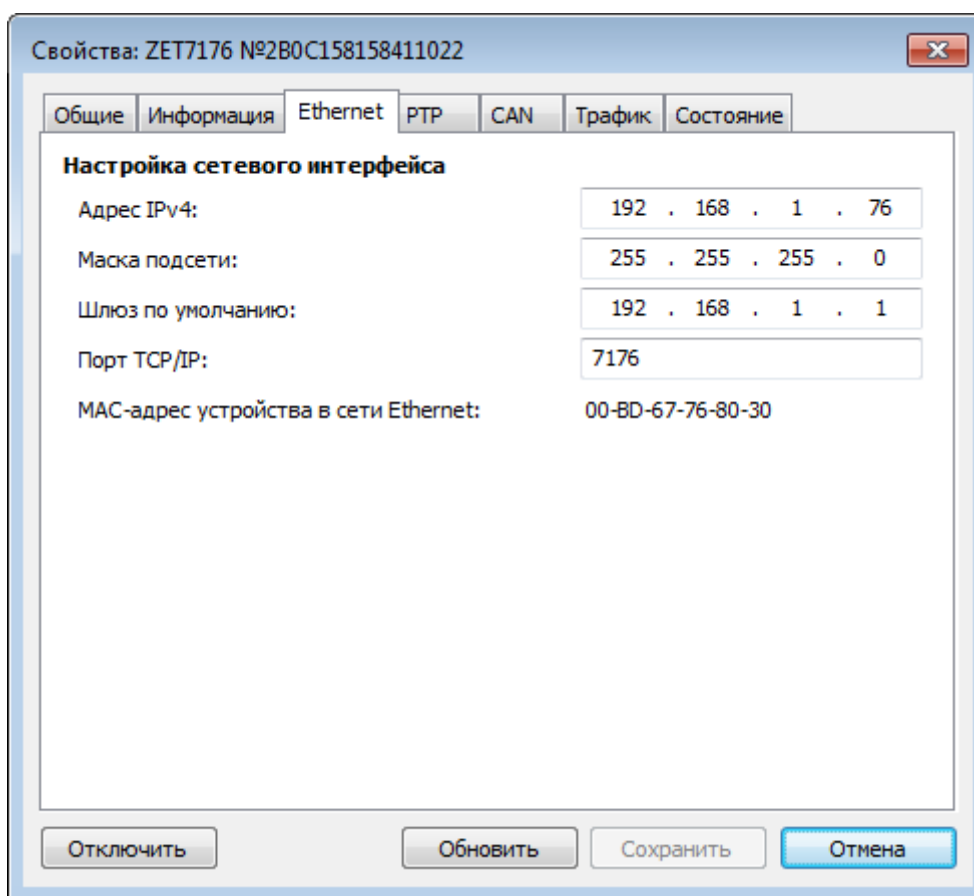 Свойства: ZET7176 №2B0C158158411022
Общие Информация Ethernet PTP CAN Трафик Состояние
Настройка сетевого интерфейса
Адрес IPv4: 192 . 168 . 1 . 76
Маска подсети: 255 . 255 . 255 . 0
Шлюз по умолчанию: 192 . 168 . 1 . 1
Порт TCP/IP: 7176
MAC-адрес устройства в сети Ethernet: 00-BD-67-76-80-30
Отключить Обновить Сохранить Отмена